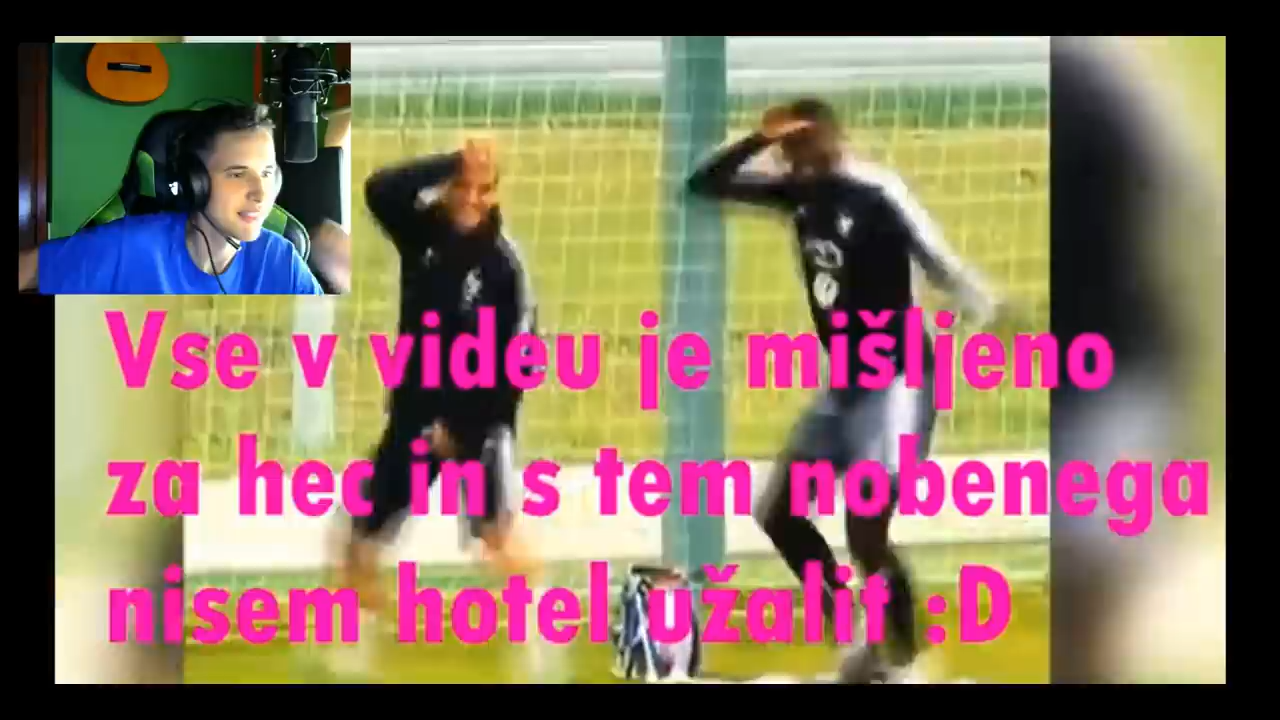 Vse v videu je mišljeno
za hec in s tem nobenega
nisem hotel užalit :D